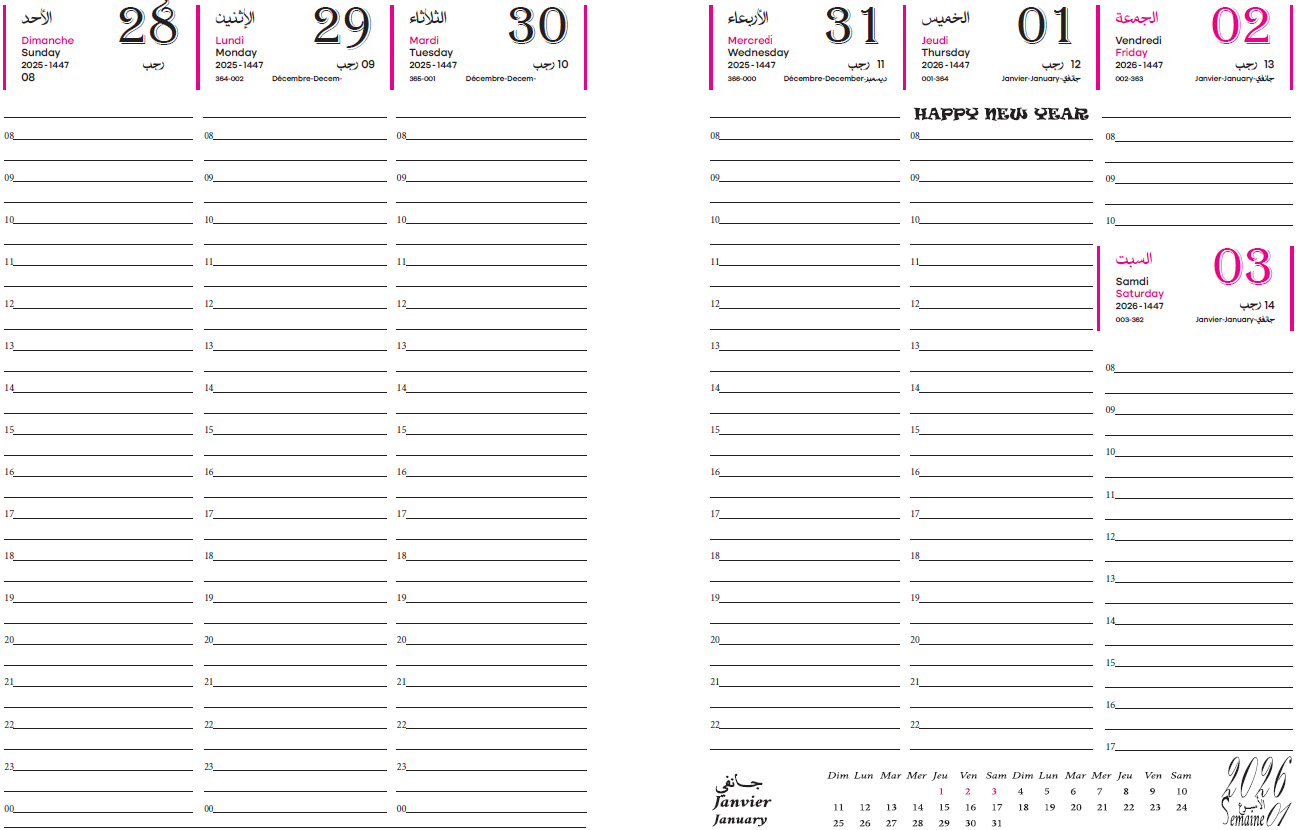 الأحد 28
Dimanche
Sunday
2025-1447 رجب
08
الإثنين 29
Lundi
Monday
2025-1447 09 رجب
364-002 Décembre-Decem-
الثلاثاء 30
Mardi
Tuesday
2025-1447 10 رجب
365-001 Décembre-Decem-
08
09
10
11
12
13
14
15
16
17
18
19
20
21
22
23
00
08
09
10
11
12
13
14
15
16
17
18
19
20
21
22
23
00
08
09
10
11
12
13
14
15
16
17
18
19
20
21
22
23
00
الأربعاء 31
Mercredi
Wednesday
2025-1447 11 رجب
366-000 Décembre-December-ديسمبر
08
09
10
11
12
13
14
15
16
17
18
19
20
21
22
الخميس 01
Jeudi
Thursday
2026-1447 12 رجب
001-364 Janvier-January-جانفي
HAPPY NEW YEAR
08
09
10
11
12
13
14
15
16
17
18
19
20
21
22
الجمعة 02
Vendredi
Friday
2026-1447 13 رجب
002-363 Janvier-January-جانفي
08
09
10
السبت 03
Samdi
Saturday
2026-1447 14 رجب
003-362 Janvier-January-جانفي
08
09
10
11
12
13
14
15
16
17
جانفي
Janvier
January
Dim Lun Mar Mer Jeu Ven Sam Dim Lun Mar Mer Jeu Ven Sam
1 2 3 4 5 6 7 8 9 10
11 12 13 14 15 16 17 18 19 20 21 22 23 24
25 26 27 28 29 30 31
2026
الأسبوع
Semaine 01